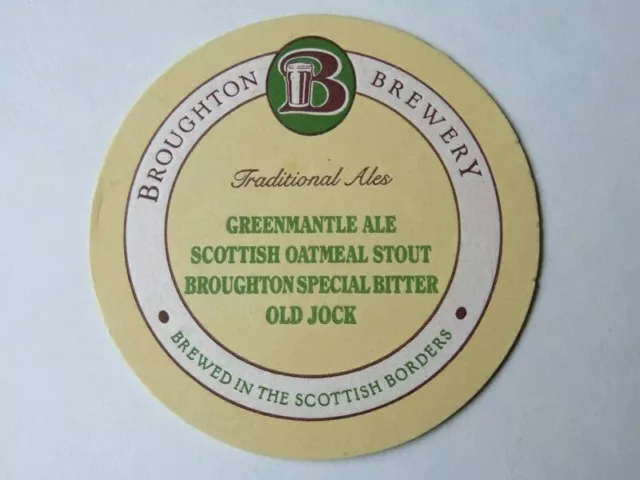 B
BROUGHTON BREWERY
Traditional Ales
GREENMANTLE ALE
SCOTTISH OATMEAL STOUT
BROUGHTON SPECIAL BITTER
OLD JOCK
• BREWED IN THE SCOTTISH BORDERS •